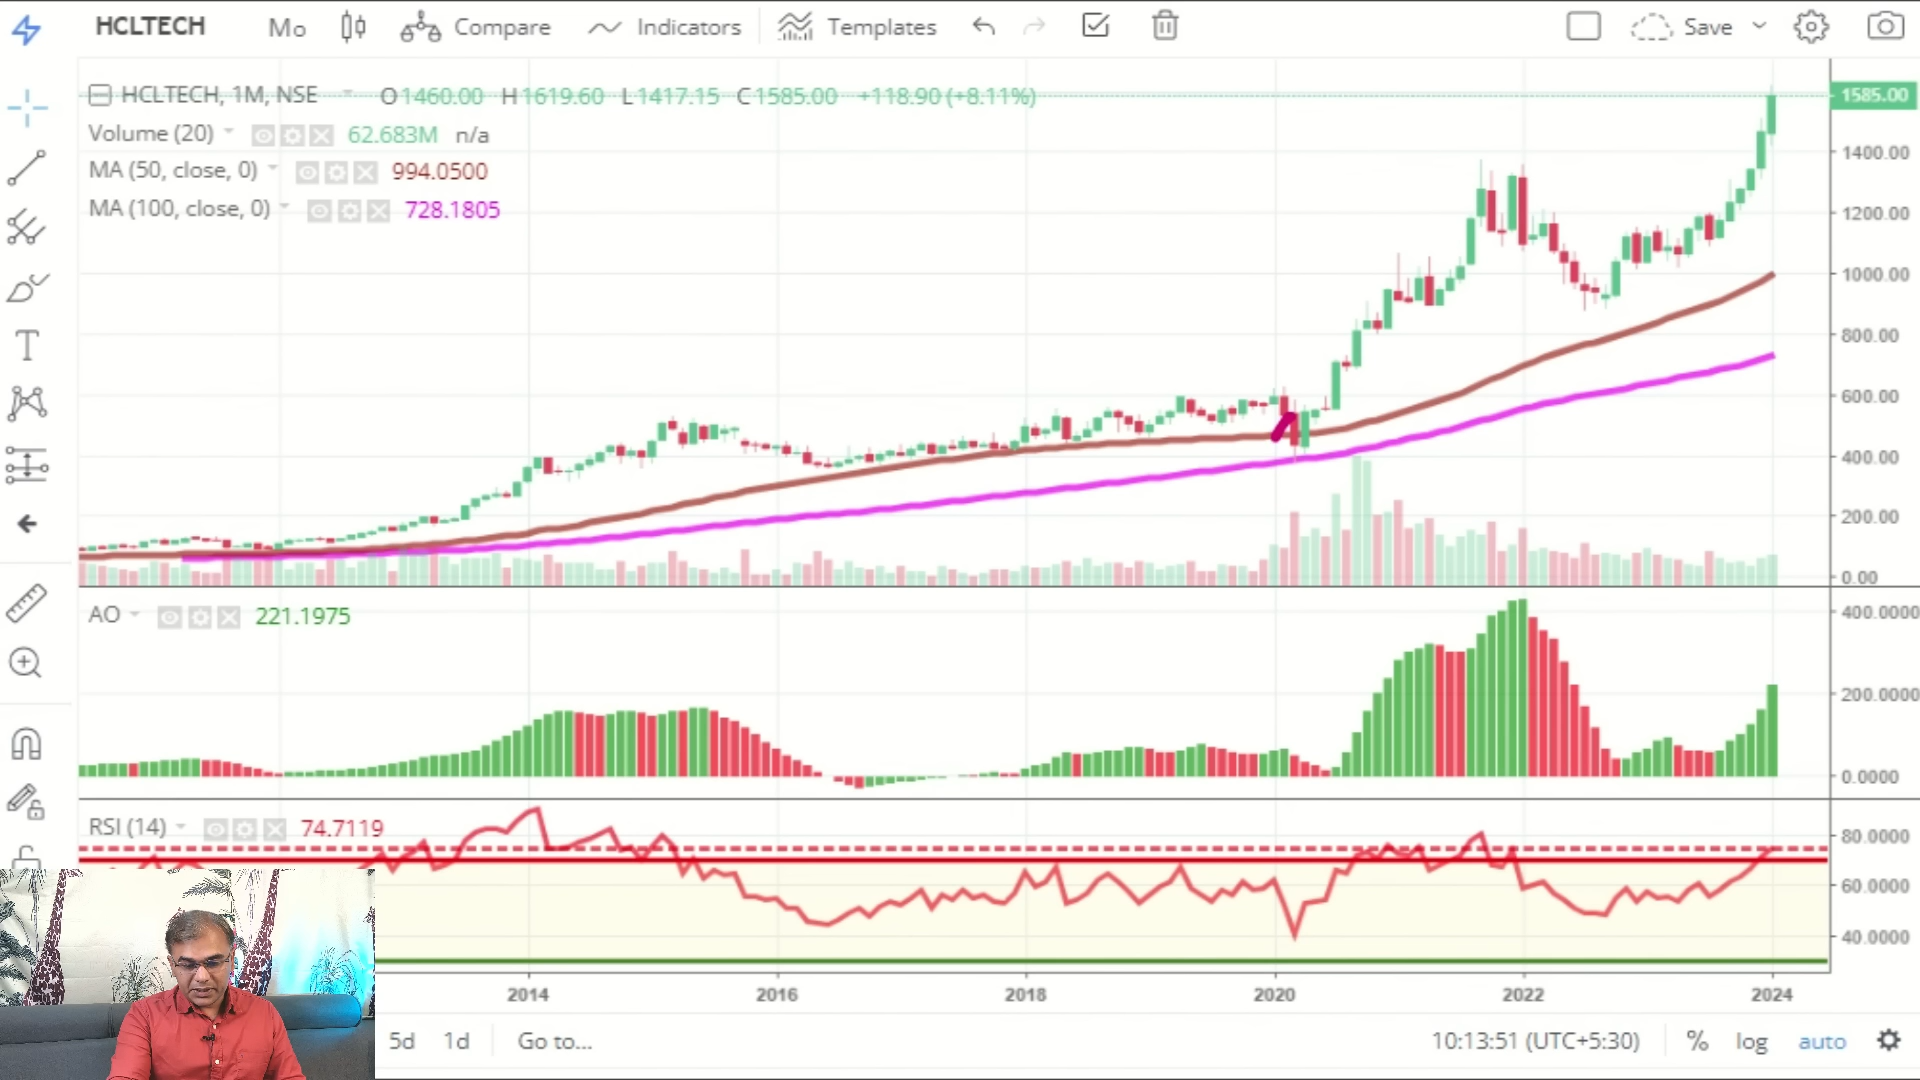 HCLTECH Mo Compare Indicators Templates Save
HCLTECH, 1M, NSE O1460.00 H1619.60 L1417.15 C1585.00 +118.90 (+8.11%)
Volume (20) 62.683M n/a
MA (50, close, 0) 994.0500
MA (100, close, 0) 728.1805
1585.00
1400.00
1200.00
1000.00
800.00
600.00
400.00
200.00
0.00
AO 221.1975
400.0000
200.0000
0.0000
RSI (14) 74.7119
80.0000
60.0000
40.0000
2014 2016 2018 2020 2022 2024
5d 1d Go to... 10:13:51 (UTC+5:30) % log auto